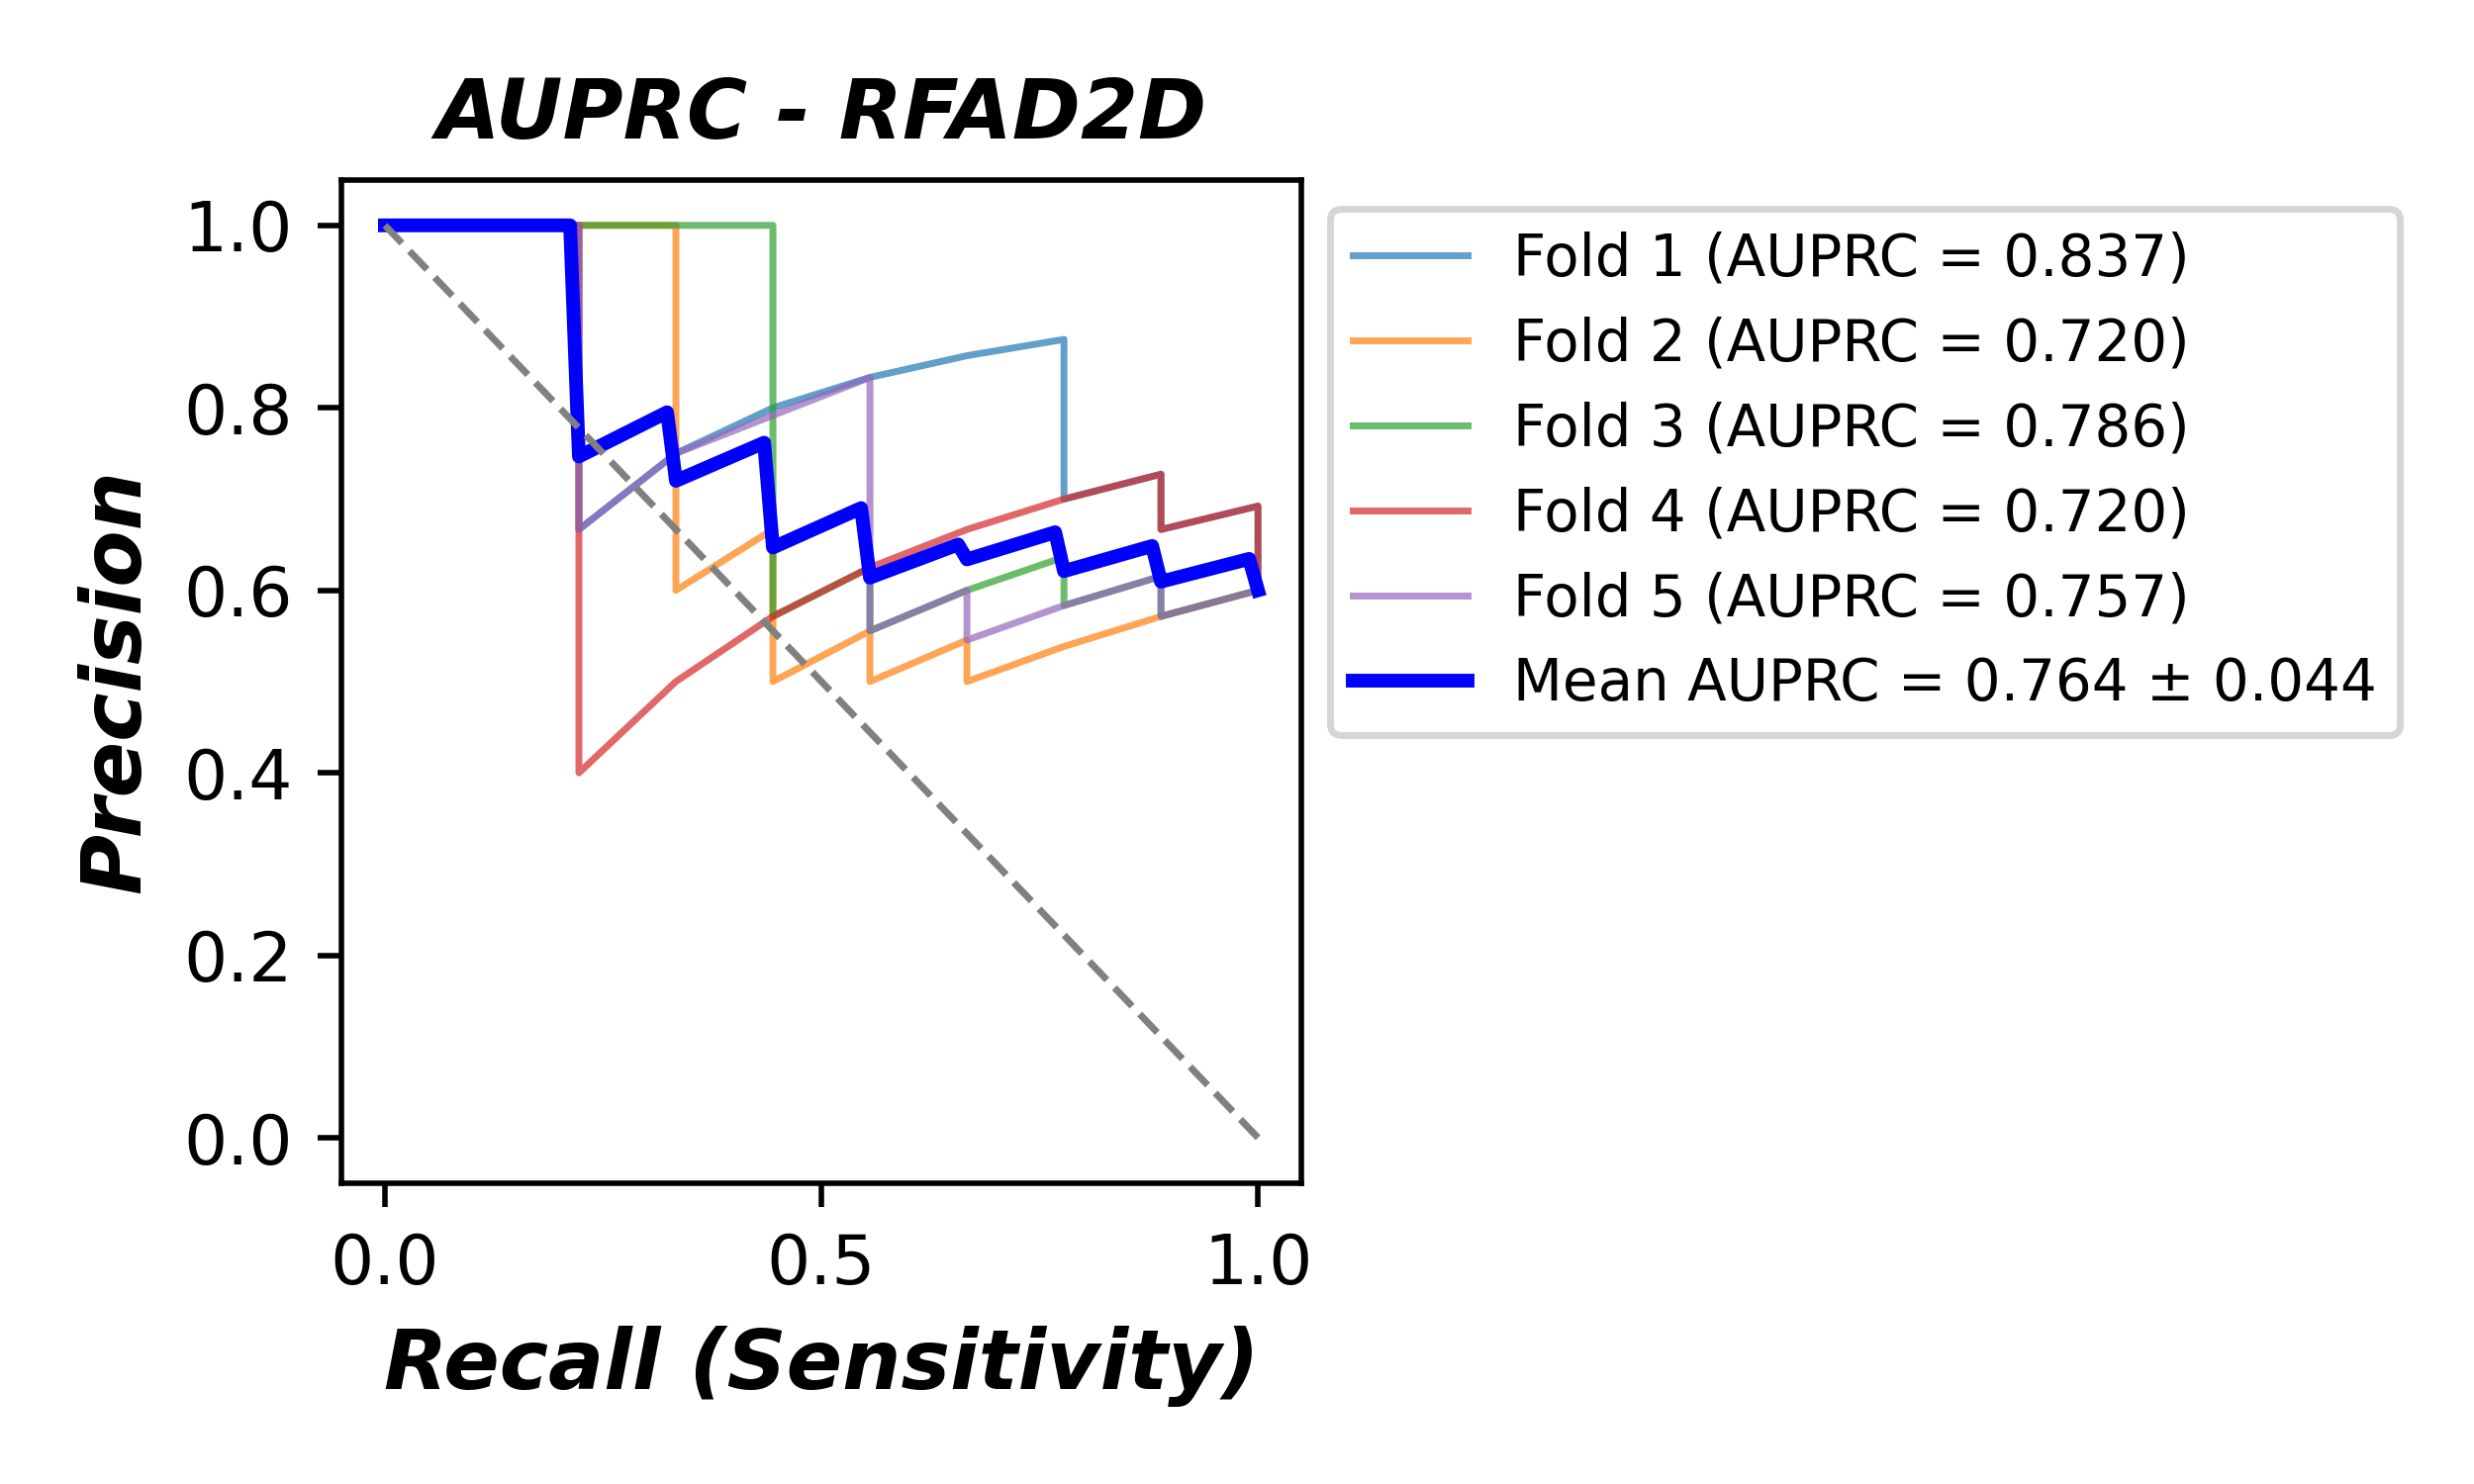 AUPRC - RFAD2D
Precision
1.0
0.8
0.6
0.4
0.2
0.0
0.0 0.5 1.0
Recall (Sensitivity)
Fold 1 (AUPRC = 0.837)
Fold 2 (AUPRC = 0.720)
Fold 3 (AUPRC = 0.786)
Fold 4 (AUPRC = 0.720)
Fold 5 (AUPRC = 0.757)
Mean AUPRC = 0.764 ± 0.044